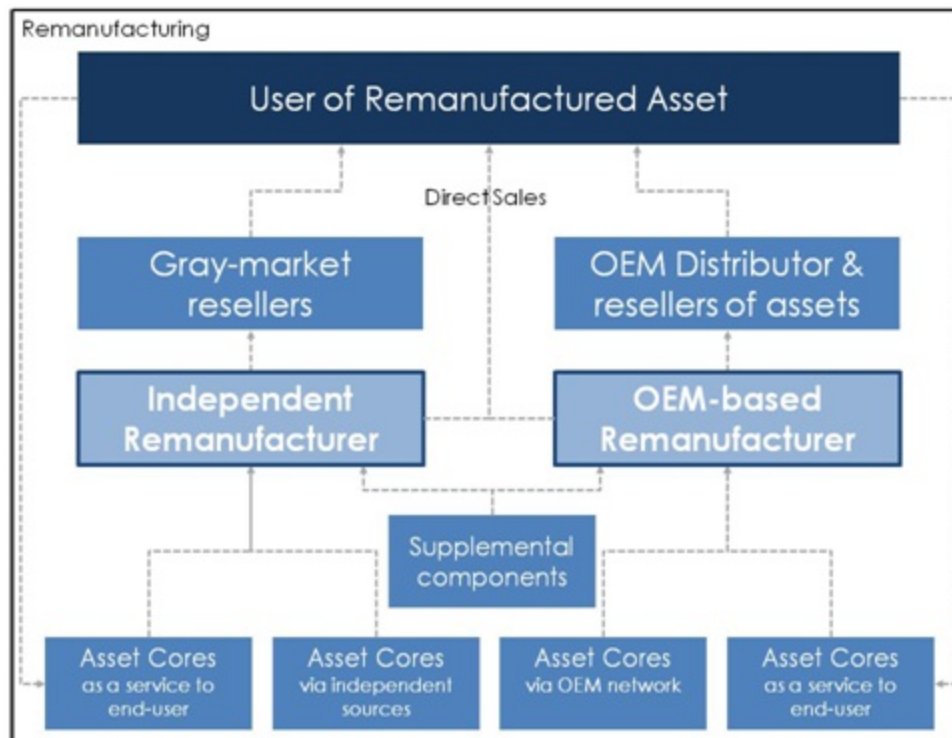 Remanufacturing
User of Remanufactured Asset
Direct Sales
Gray-market
resellers
OEM Distributor &
resellers of assets
Independent
Remanufacturer
OEM-based
Remanufacturer
Supplemental
components
Asset Cores
as a service to
end-user
Asset Cores
via independent
sources
Asset Cores
via OEM network
Asset Cores
as a service to
end-user